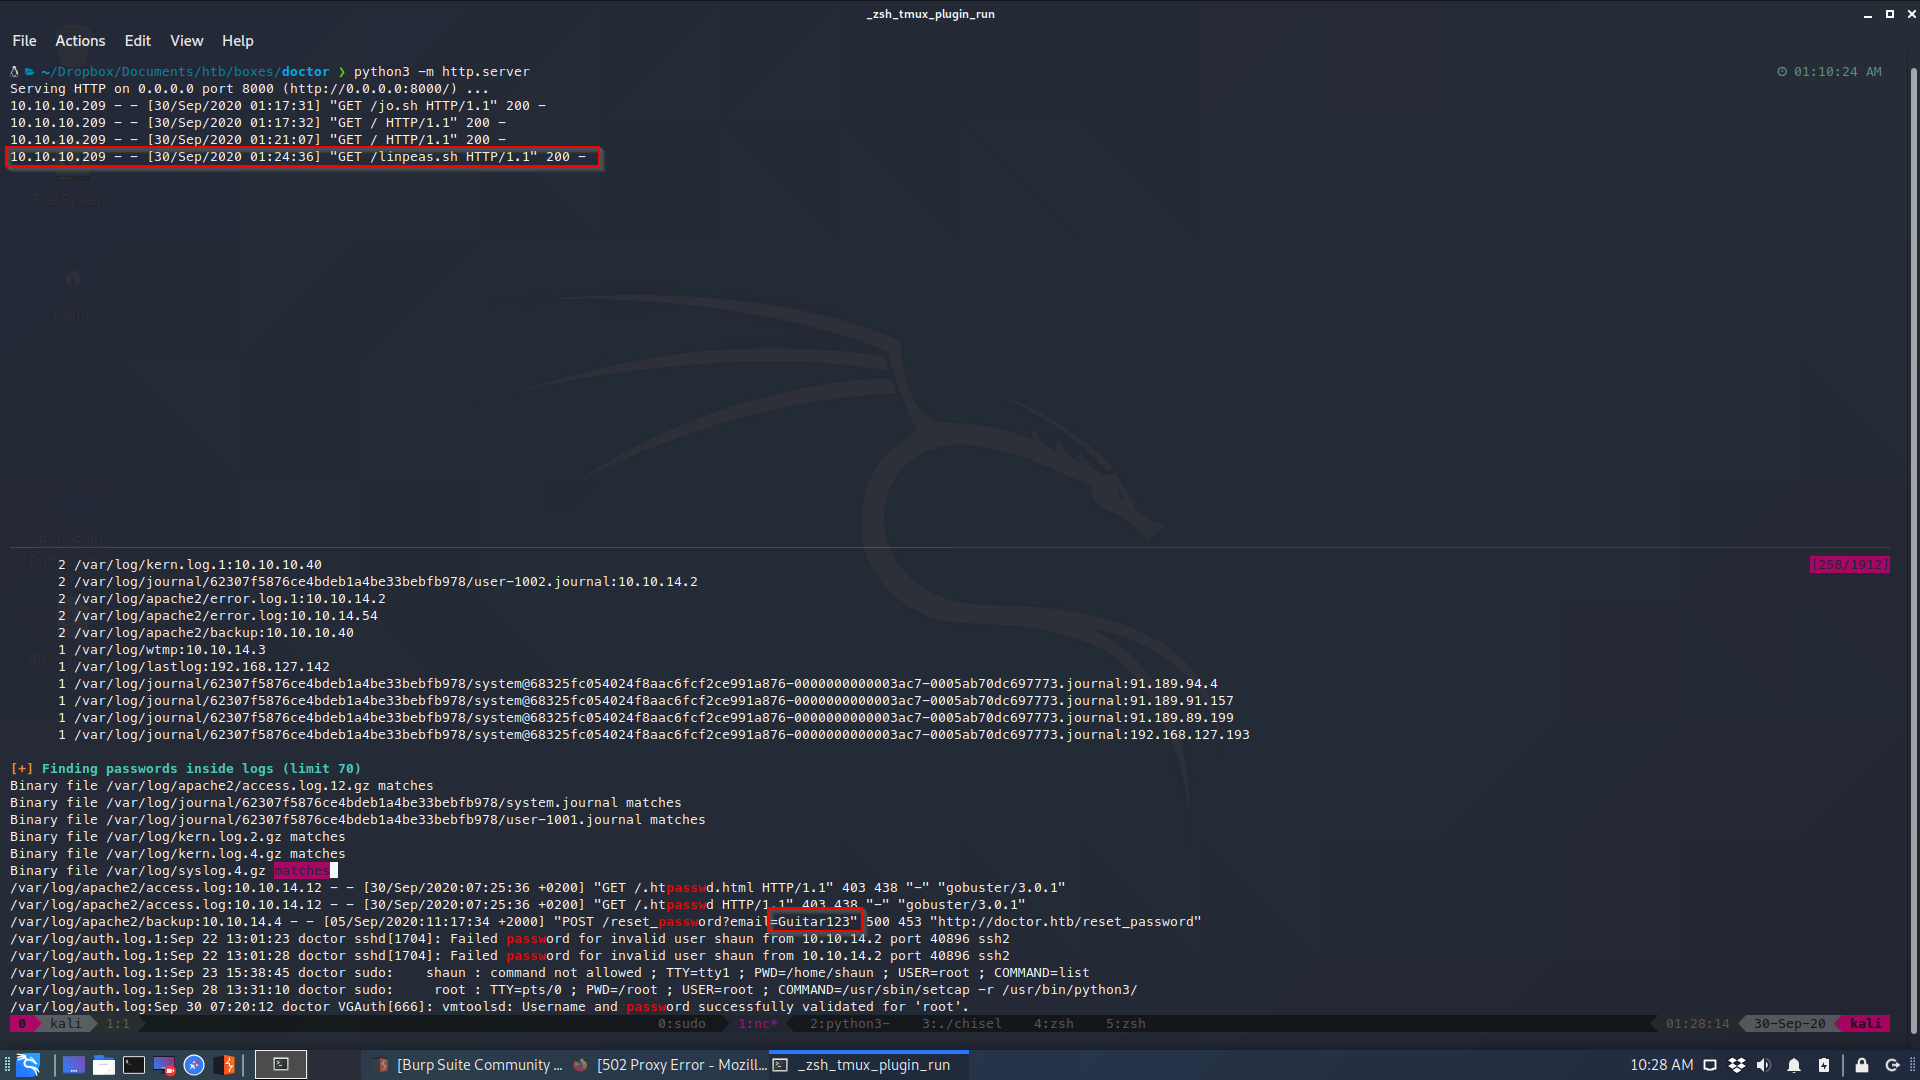 _zsh_tmux_plugin_run
File Actions Edit View Help
~/Dropbox/Documents/htb/boxes/doctor ❯ python3 -m http.server 01:10:24 AM
Serving HTTP on 0.0.0.0 port 8000 (http://0.0.0.0:8000/) ...
10.10.10.209 - - [30/Sep/2020 01:17:31] "GET /jo.sh HTTP/1.1" 200 -
10.10.10.209 - - [30/Sep/2020 01:17:32] "GET / HTTP/1.1" 200 -
10.10.10.209 - - [30/Sep/2020 01:21:07] "GET / HTTP/1.1" 200 -
10.10.10.209 - - [30/Sep/2020 01:24:36] "GET /linpeas.sh HTTP/1.1" 200 -
File System
Home
Burp Suite
2 /var/log/kern.log.1:10.10.10.40 [258/1912]
2 /var/log/journal/62307f5876ce4bdeb1a4be33bebfb978/user-1002.journal:10.10.14.2
2 /var/log/apache2/error.log.1:10.10.14.2
2 /var/log/apache2/error.log:10.10.14.54
2 /var/log/apache2/backup:10.10.10.40
1 /var/log/wtmp:10.10.14.3
1 /var/log/lastlog:192.168.127.142
1 /var/log/journal/62307f5876ce4bdeb1a4be33bebfb978/system@68325fc054024f8aac6fcf2ce991a876-0000000000003ac7-0005ab70dc697773.journal:91.189.94.4
1 /var/log/journal/62307f5876ce4bdeb1a4be33bebfb978/system@68325fc054024f8aac6fcf2ce991a876-0000000000003ac7-0005ab70dc697773.journal:91.189.91.157
1 /var/log/journal/62307f5876ce4bdeb1a4be33bebfb978/system@68325fc054024f8aac6fcf2ce991a876-0000000000003ac7-0005ab70dc697773.journal:91.189.89.199
1 /var/log/journal/62307f5876ce4bdeb1a4be33bebfb978/system@68325fc054024f8aac6fcf2ce991a876-0000000000003ac7-0005ab70dc697773.journal:192.168.127.193
[+] Finding passwords inside logs (limit 70)
Binary file /var/log/apache2/access.log.12.gz matches
Binary file /var/log/journal/62307f5876ce4bdeb1a4be33bebfb978/system.journal matches
Binary file /var/log/journal/62307f5876ce4bdeb1a4be33bebfb978/user-1001.journal matches
Binary file /var/log/kern.log.2.gz matches
Binary file /var/log/kern.log.4.gz matches
Binary file /var/log/syslog.4.gz matches
/var/log/apache2/access.log:10.10.14.12 - - [30/Sep/2020:07:25:36 +0200] "GET /.htpasswd.html HTTP/1.1" 403 438 "-" "gobuster/3.0.1"
/var/log/apache2/access.log:10.10.14.12 - - [30/Sep/2020:07:25:36 +0200] "GET /.htpasswd HTTP/1.1" 403 438 "-" "gobuster/3.0.1"
/var/log/apache2/backup:10.10.14.4 - - [05/Sep/2020:11:17:34 +2000] "POST /reset_password?email=Guitar123" 500 453 "http://doctor.htb/reset_password"
/var/log/auth.log.1:Sep 22 13:01:23 doctor sshd[1704]: Failed password for invalid user shaun from 10.10.14.2 port 40896 ssh2
/var/log/auth.log.1:Sep 22 13:01:28 doctor sshd[1704]: Failed password for invalid user shaun from 10.10.14.2 port 40896 ssh2
/var/log/auth.log.1:Sep 23 15:38:45 doctor sudo: shaun : command not allowed ; TTY=tty1 ; PWD=/home/shaun ; USER=root ; COMMAND=list
/var/log/auth.log.1:Sep 28 13:31:10 doctor sudo: root : TTY=pts/0 ; PWD=/root ; USER=root ; COMMAND=/usr/sbin/setcap -r /usr/bin/python3/
/var/log/auth.log:Sep 30 07:20:12 doctor VGAuth[666]: vmtoolsd: Username and password successfully validated for 'root'.
0 kali 1:1 0:sudo 1:nc* 2:python3- 3:./chisel 4:zsh 5:zsh 01:28:14 30-Sep-20 kali
[Burp Suite Community ... [502 Proxy Error - Mozill... _zsh_tmux_plugin_run 10:28 AM